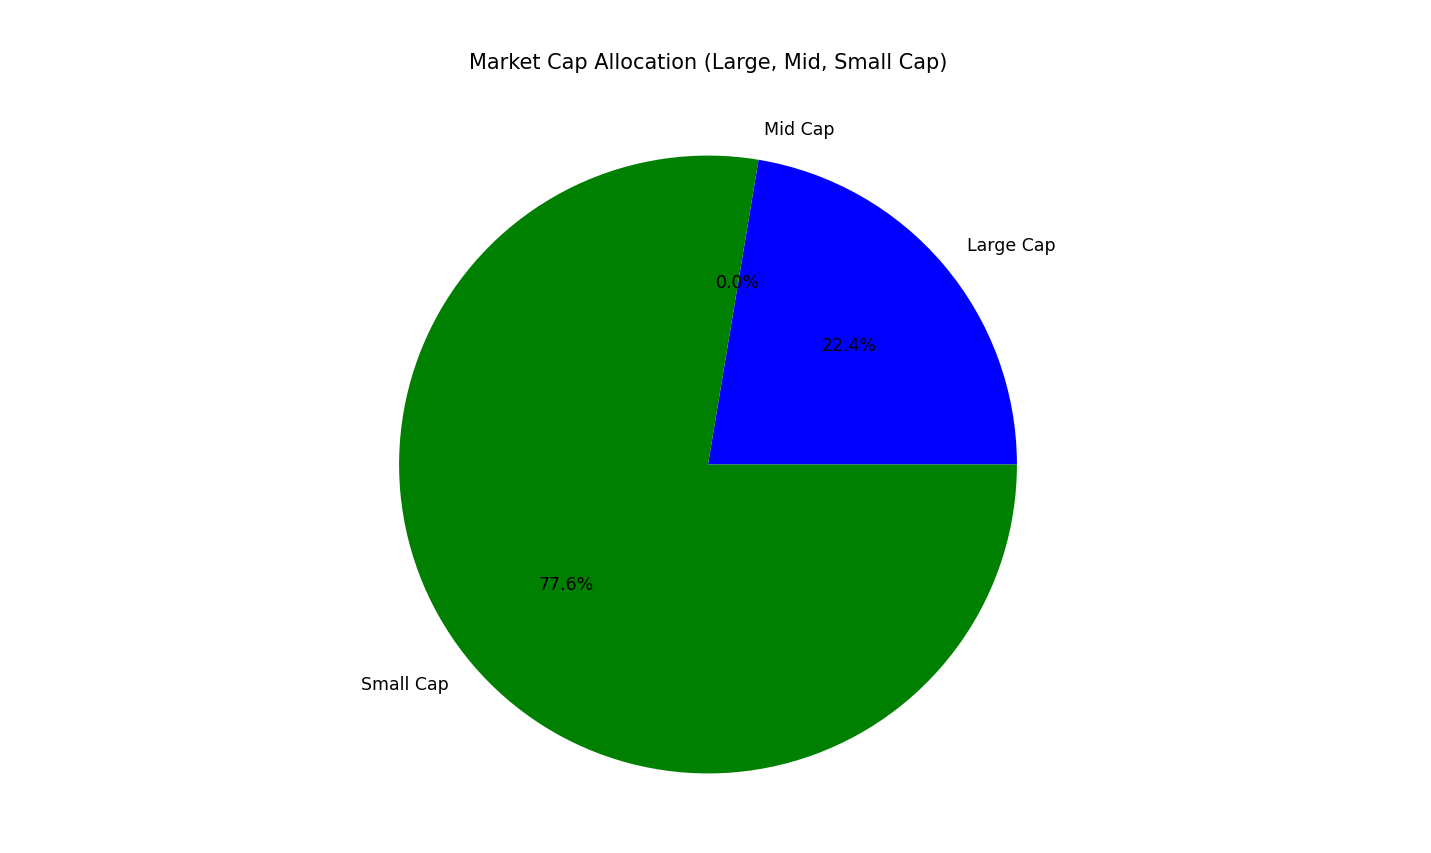 Market Cap Allocation (Large, Mid, Small Cap)
Mid Cap
Large Cap
0.0%
22.4%
77.6%
Small Cap